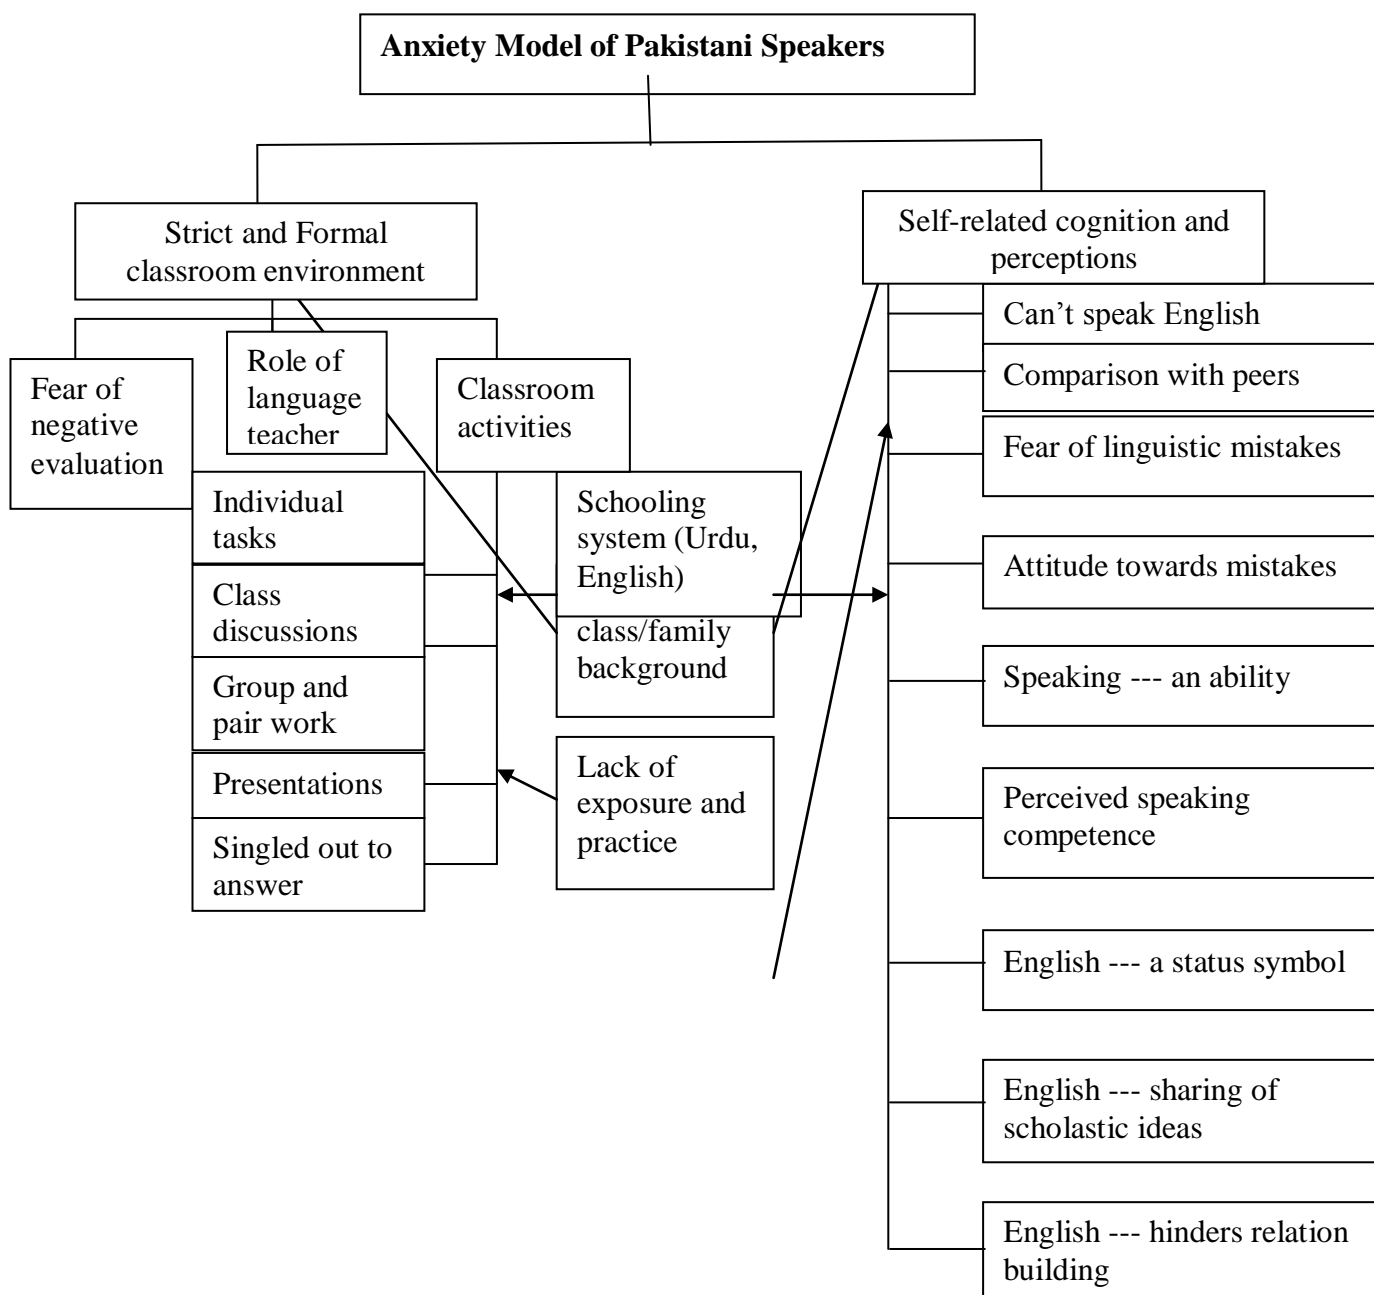 Anxiety Model of Pakistani Speakers
Strict and Formal
classroom environment
Fear of
negative
evaluation
Role of
language
teacher
Classroom
activities
Individual
tasks
Class
discussions
Group and
pair work
Presentations
Singled out to
answer
Schooling
system (Urdu,
English)
class/family
background
Lack of
exposure and
practice
Self-related cognition and
perceptions
Can’t speak English
Comparison with peers
Fear of linguistic mistakes
Attitude towards mistakes
Speaking --- an ability
Perceived speaking
competence
English --- a status symbol
English --- sharing of
scholastic ideas
English --- hinders relation
building